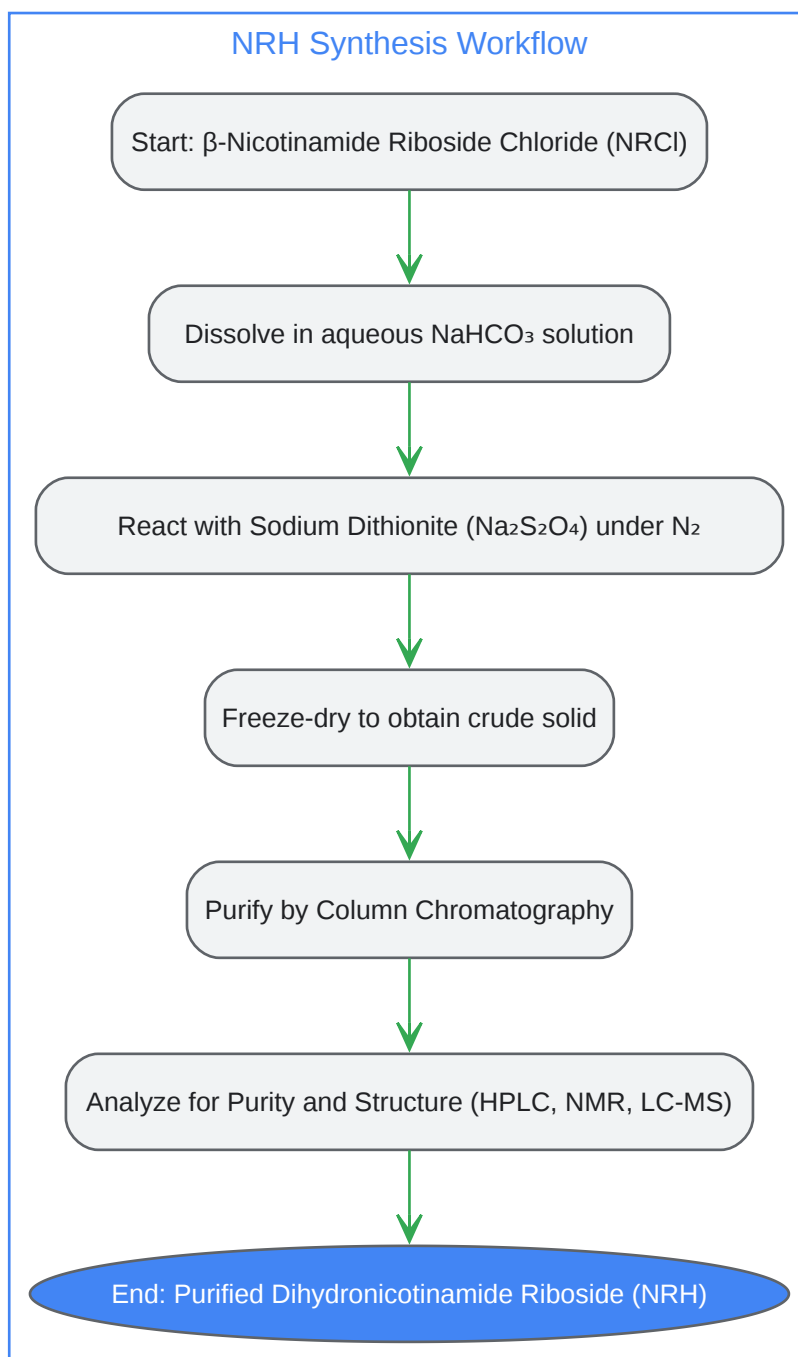 NRH Synthesis Workflow
Start: β-Nicotinamide Riboside Chloride (NRCl)
Dissolve in aqueous NaHCO₃ solution
React with Sodium Dithionite (Na₂S₂O₄) under N₂
Freeze-dry to obtain crude solid
Purify by Column Chromatography
Analyze for Purity and Structure (HPLC, NMR, LC-MS)
End: Purified Dihydronicotinamide Riboside (NRH)